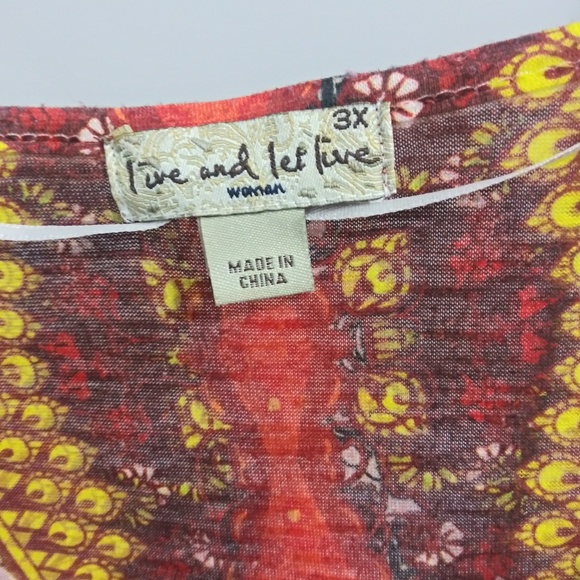 3X
live and let live
woman
MADE IN
CHINA